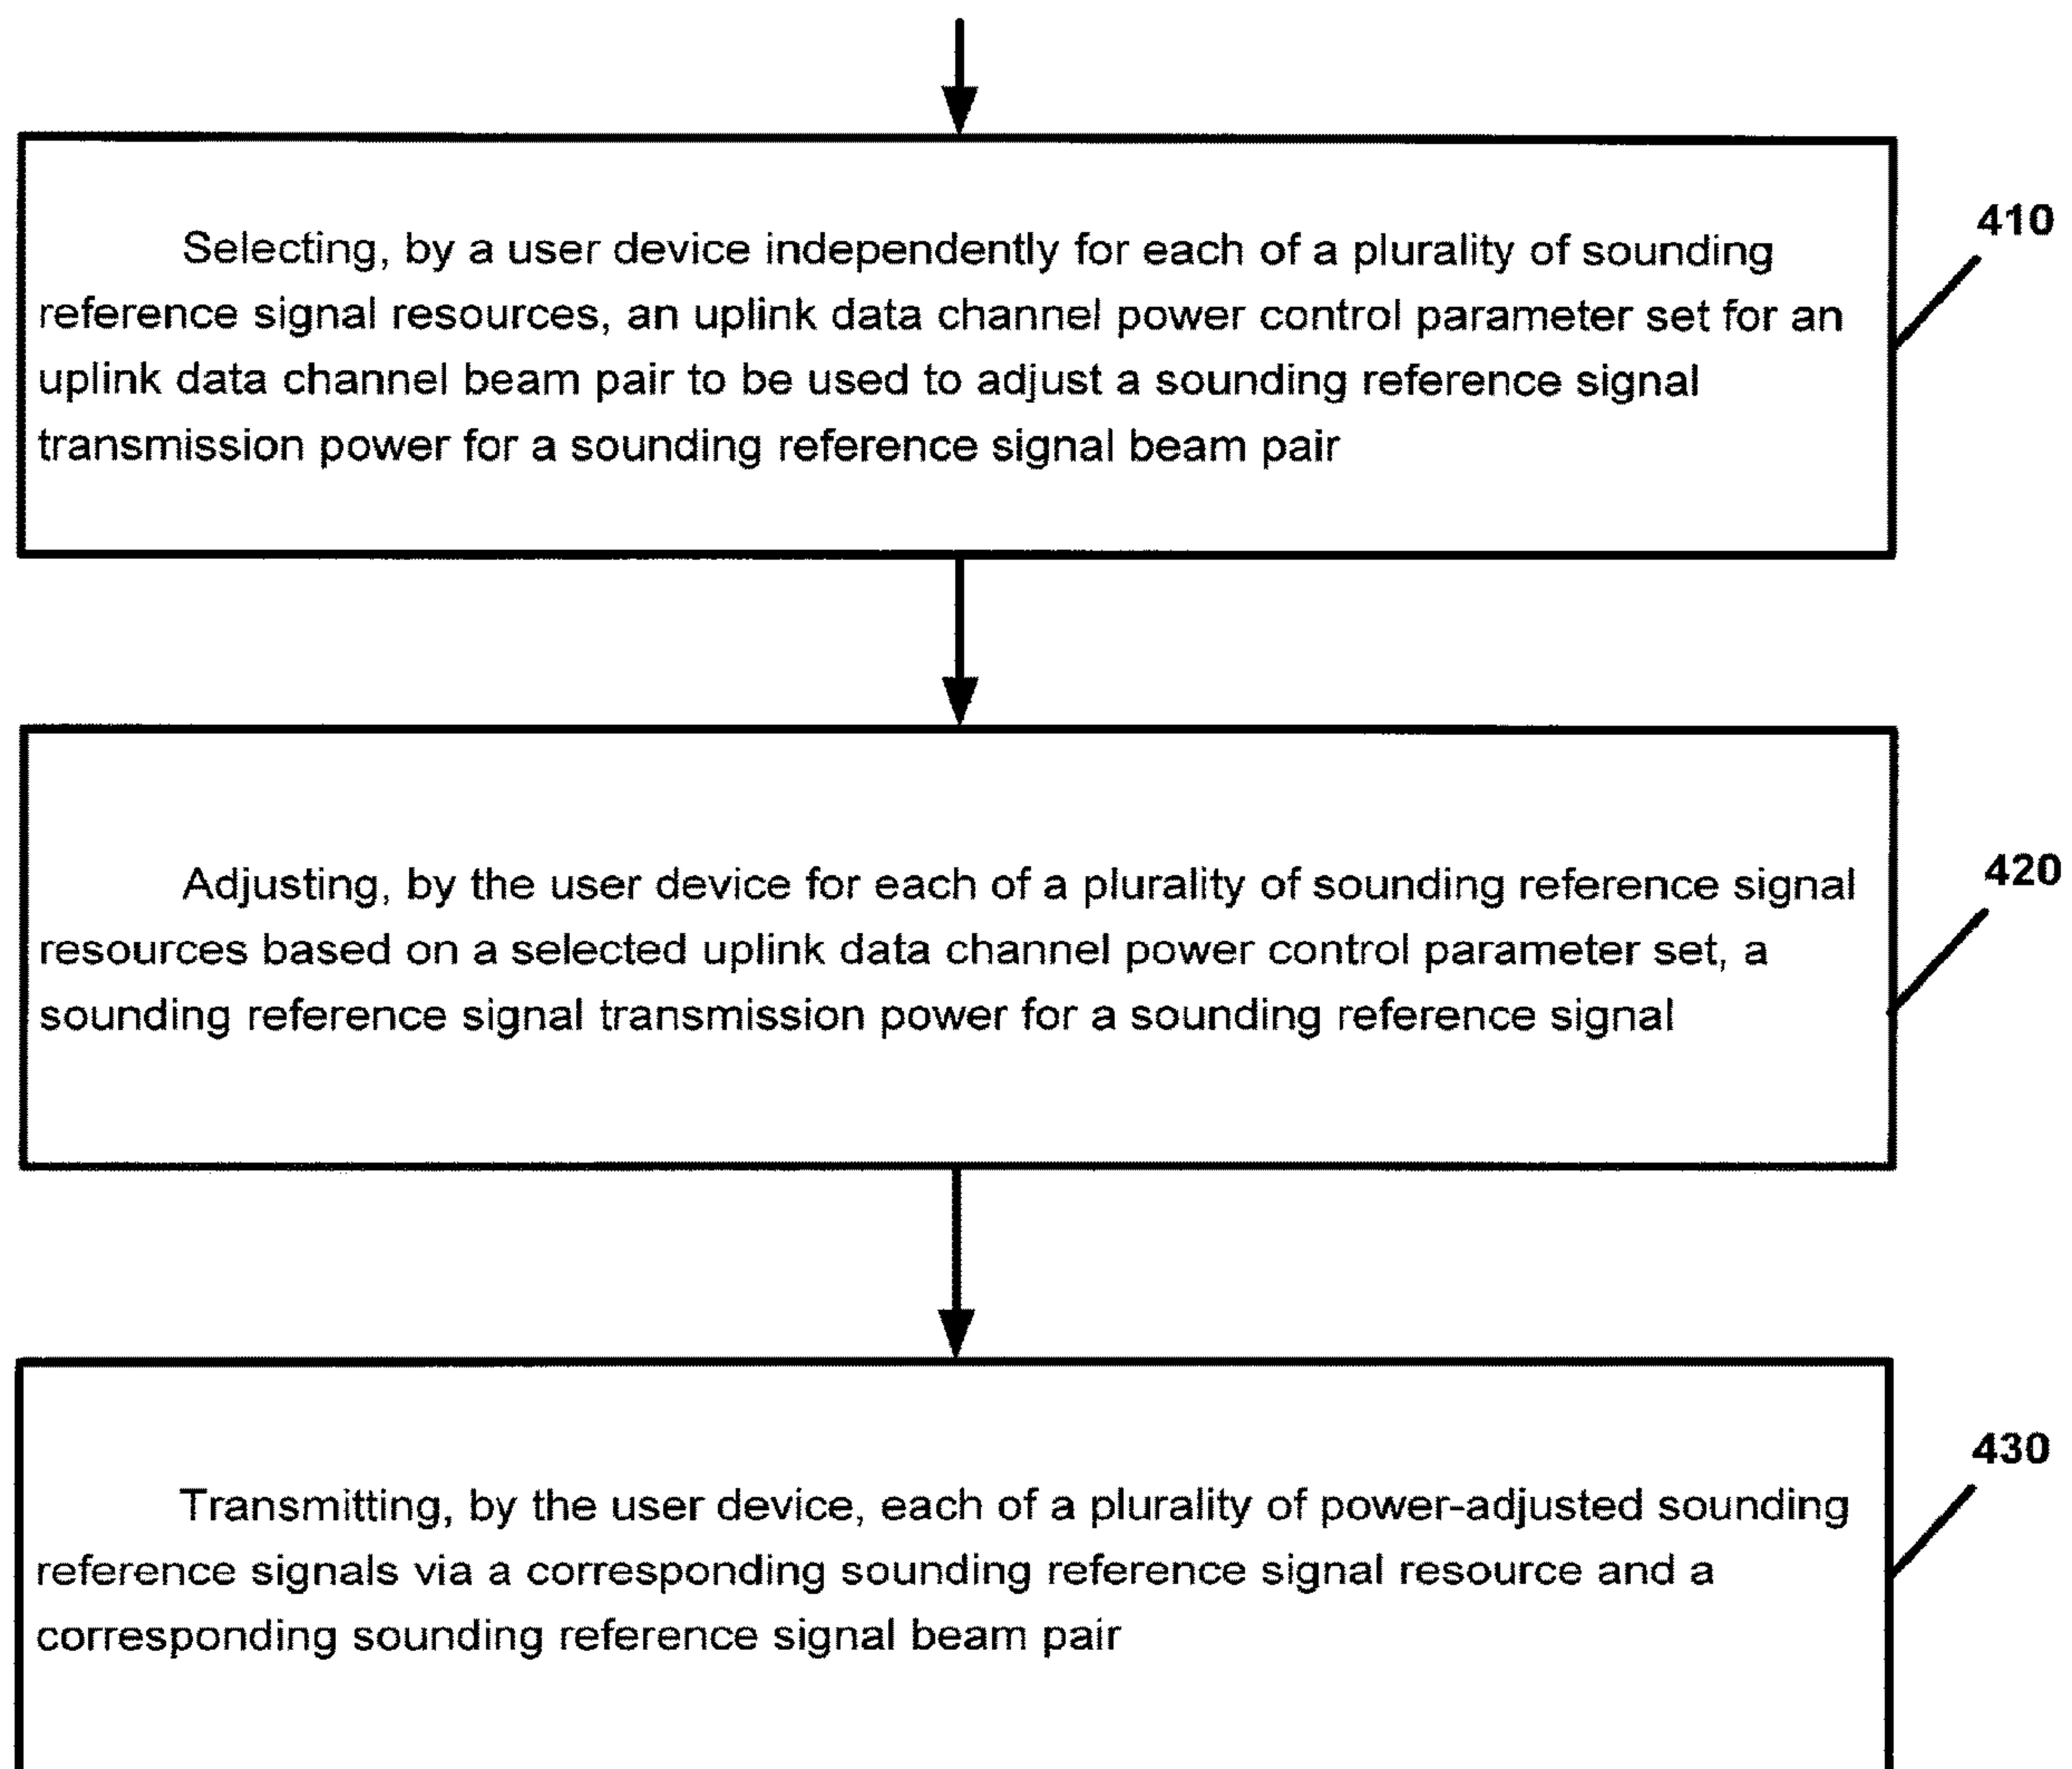 Selecting, by a user device independently for each of a plurality of sounding
reference signal resources, an uplink data channel power control parameter set for an
uplink data channel beam pair to be used to adjust a sounding reference signal
transmission power for a sounding reference signal beam pair
410
Adjusting, by the user device for each of a plurality of sounding reference signal
resources based on a selected uplink data channel power control parameter set, a
sounding reference signal transmission power for a sounding reference signal
420
Transmitting, by the user device, each of a plurality of power-adjusted sounding
reference signals via a corresponding sounding reference signal resource and a
corresponding sounding reference signal beam pair
430